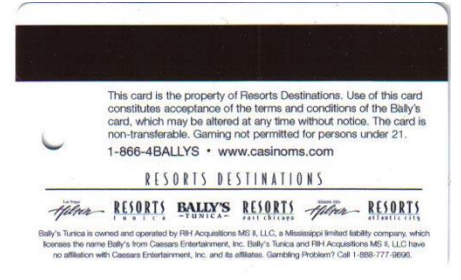 This card is the property of Resorts Destinations. Use of this card
constitutes acceptance of the terms and conditions of the Bally's
card, which may be altered at any time without notice. The card is
non-transferable. Gaming not permitted for persons under 21.
1-866-4BALLYS • www.casinoms.com
RESORTS DESTINATIONS
Las Vegas Hilton RESORTS tunica BALLY'S -TUNICA- RESORTS east chicago Atlantic City Hilton RESORTS atlantic city
Bally's Tunica is owned and operated by RIH Acquisitions MS II, LLC, a Mississippi limited liability company, which
licenses the name Bally's from Caesars Entertainment, Inc. Bally's Tunica and RIH Acquisitions MS II, LLC have
no affiliation with Caesars Entertainment, Inc. and its affiliates. Gambling Problem? Call 1-888-777-9696.